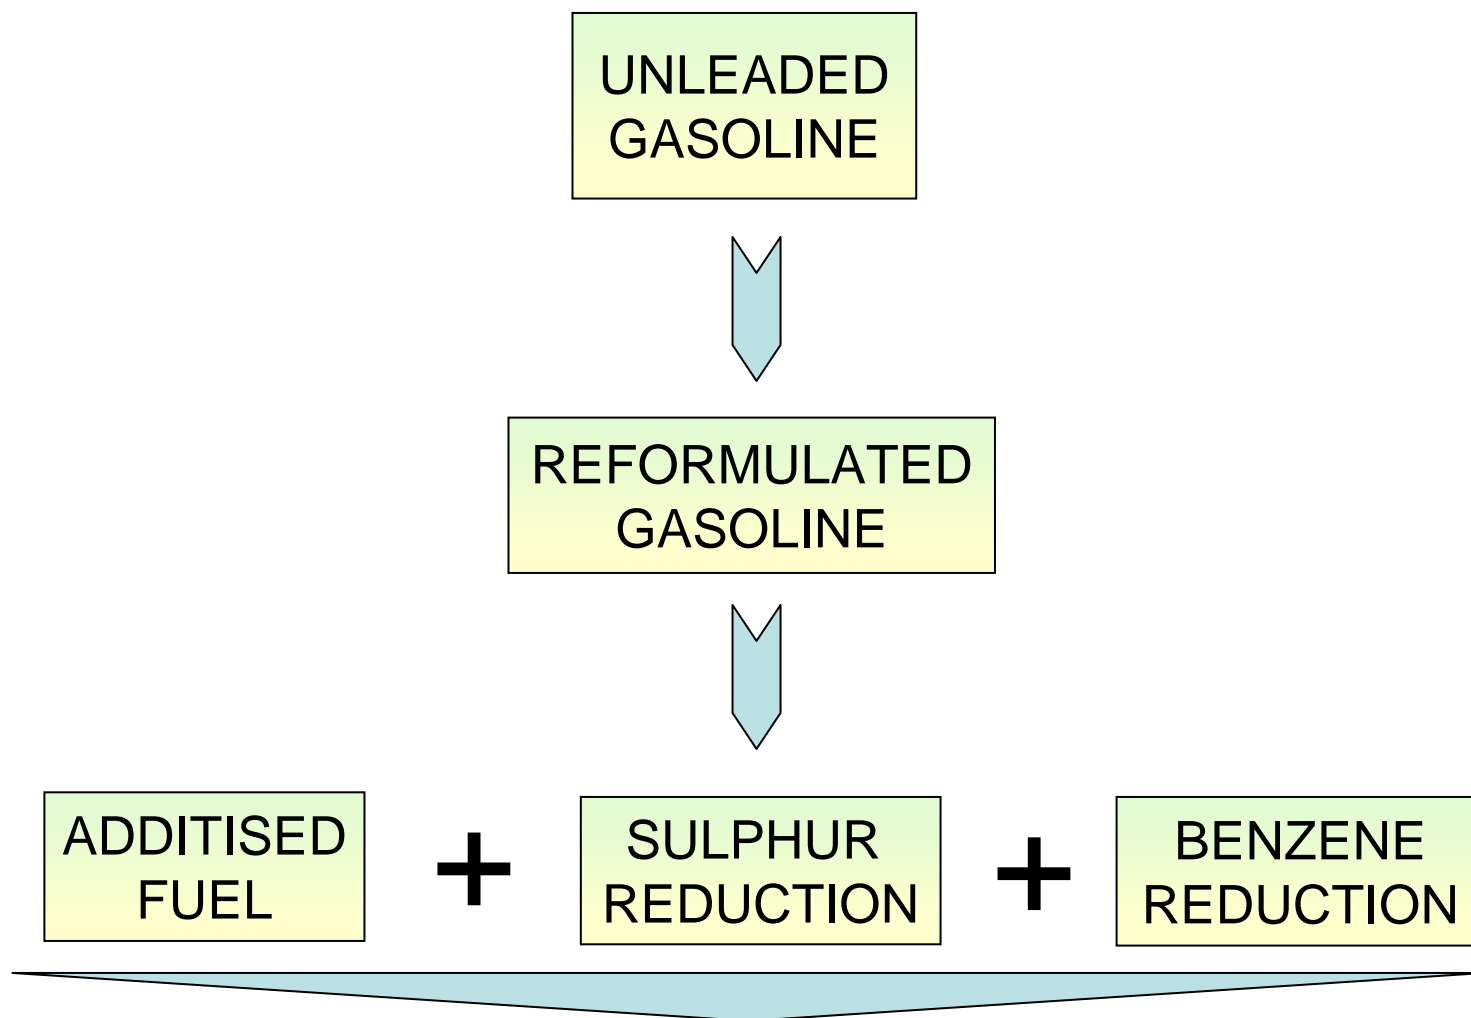 UNLEADED
GASOLINE
REFORMULATED
GASOLINE
ADDITISED
FUEL
+
SULPHUR
REDUCTION
+
BENZENE
REDUCTION